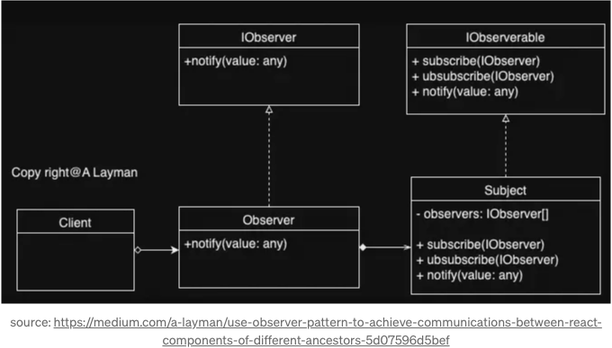 IObserver
+notify(value: any)
IObserverable
+ subscribe(IObserver)
+ ubsubscribe(IObserver)
+ notify(value: any)
Copy right@A Layman
Client
Observer
+notify(value: any)
Subject
- observers: IObserver[]
+ subscribe(IObserver)
+ ubsubscribe(IObserver)
+ notify(value: any)
source: https://medium.com/a-layman/use-observer-pattern-to-achieve-communications-between-react-
components-of-different-ancestors-5d07596d5bef